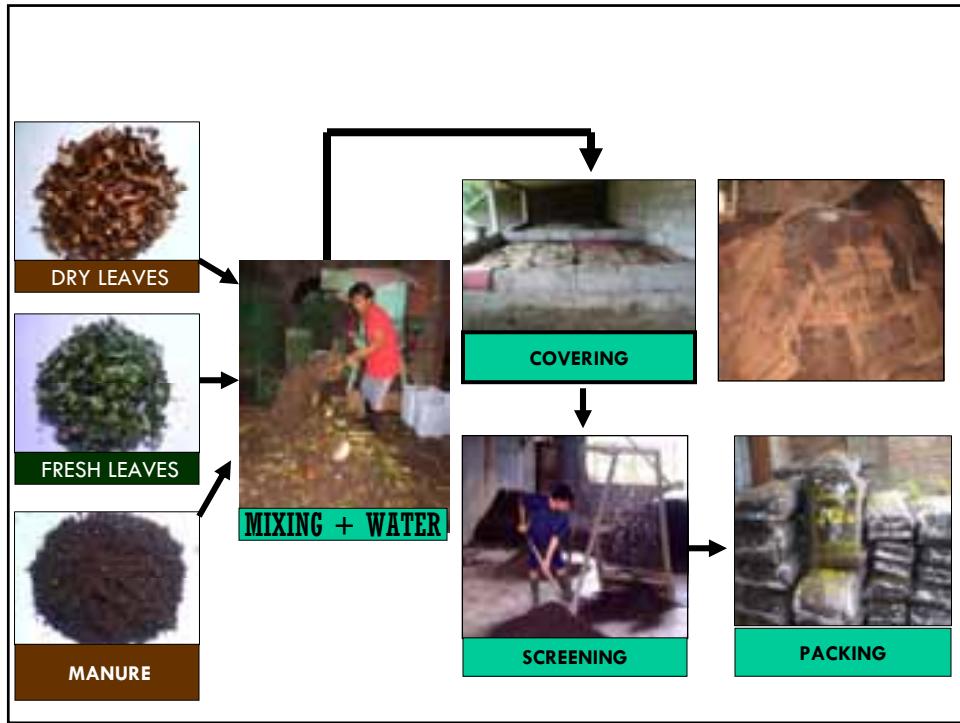 DRY LEAVES
FRESH LEAVES
MANURE
MIXING + WATER
COVERING
SCREENING
PACKING